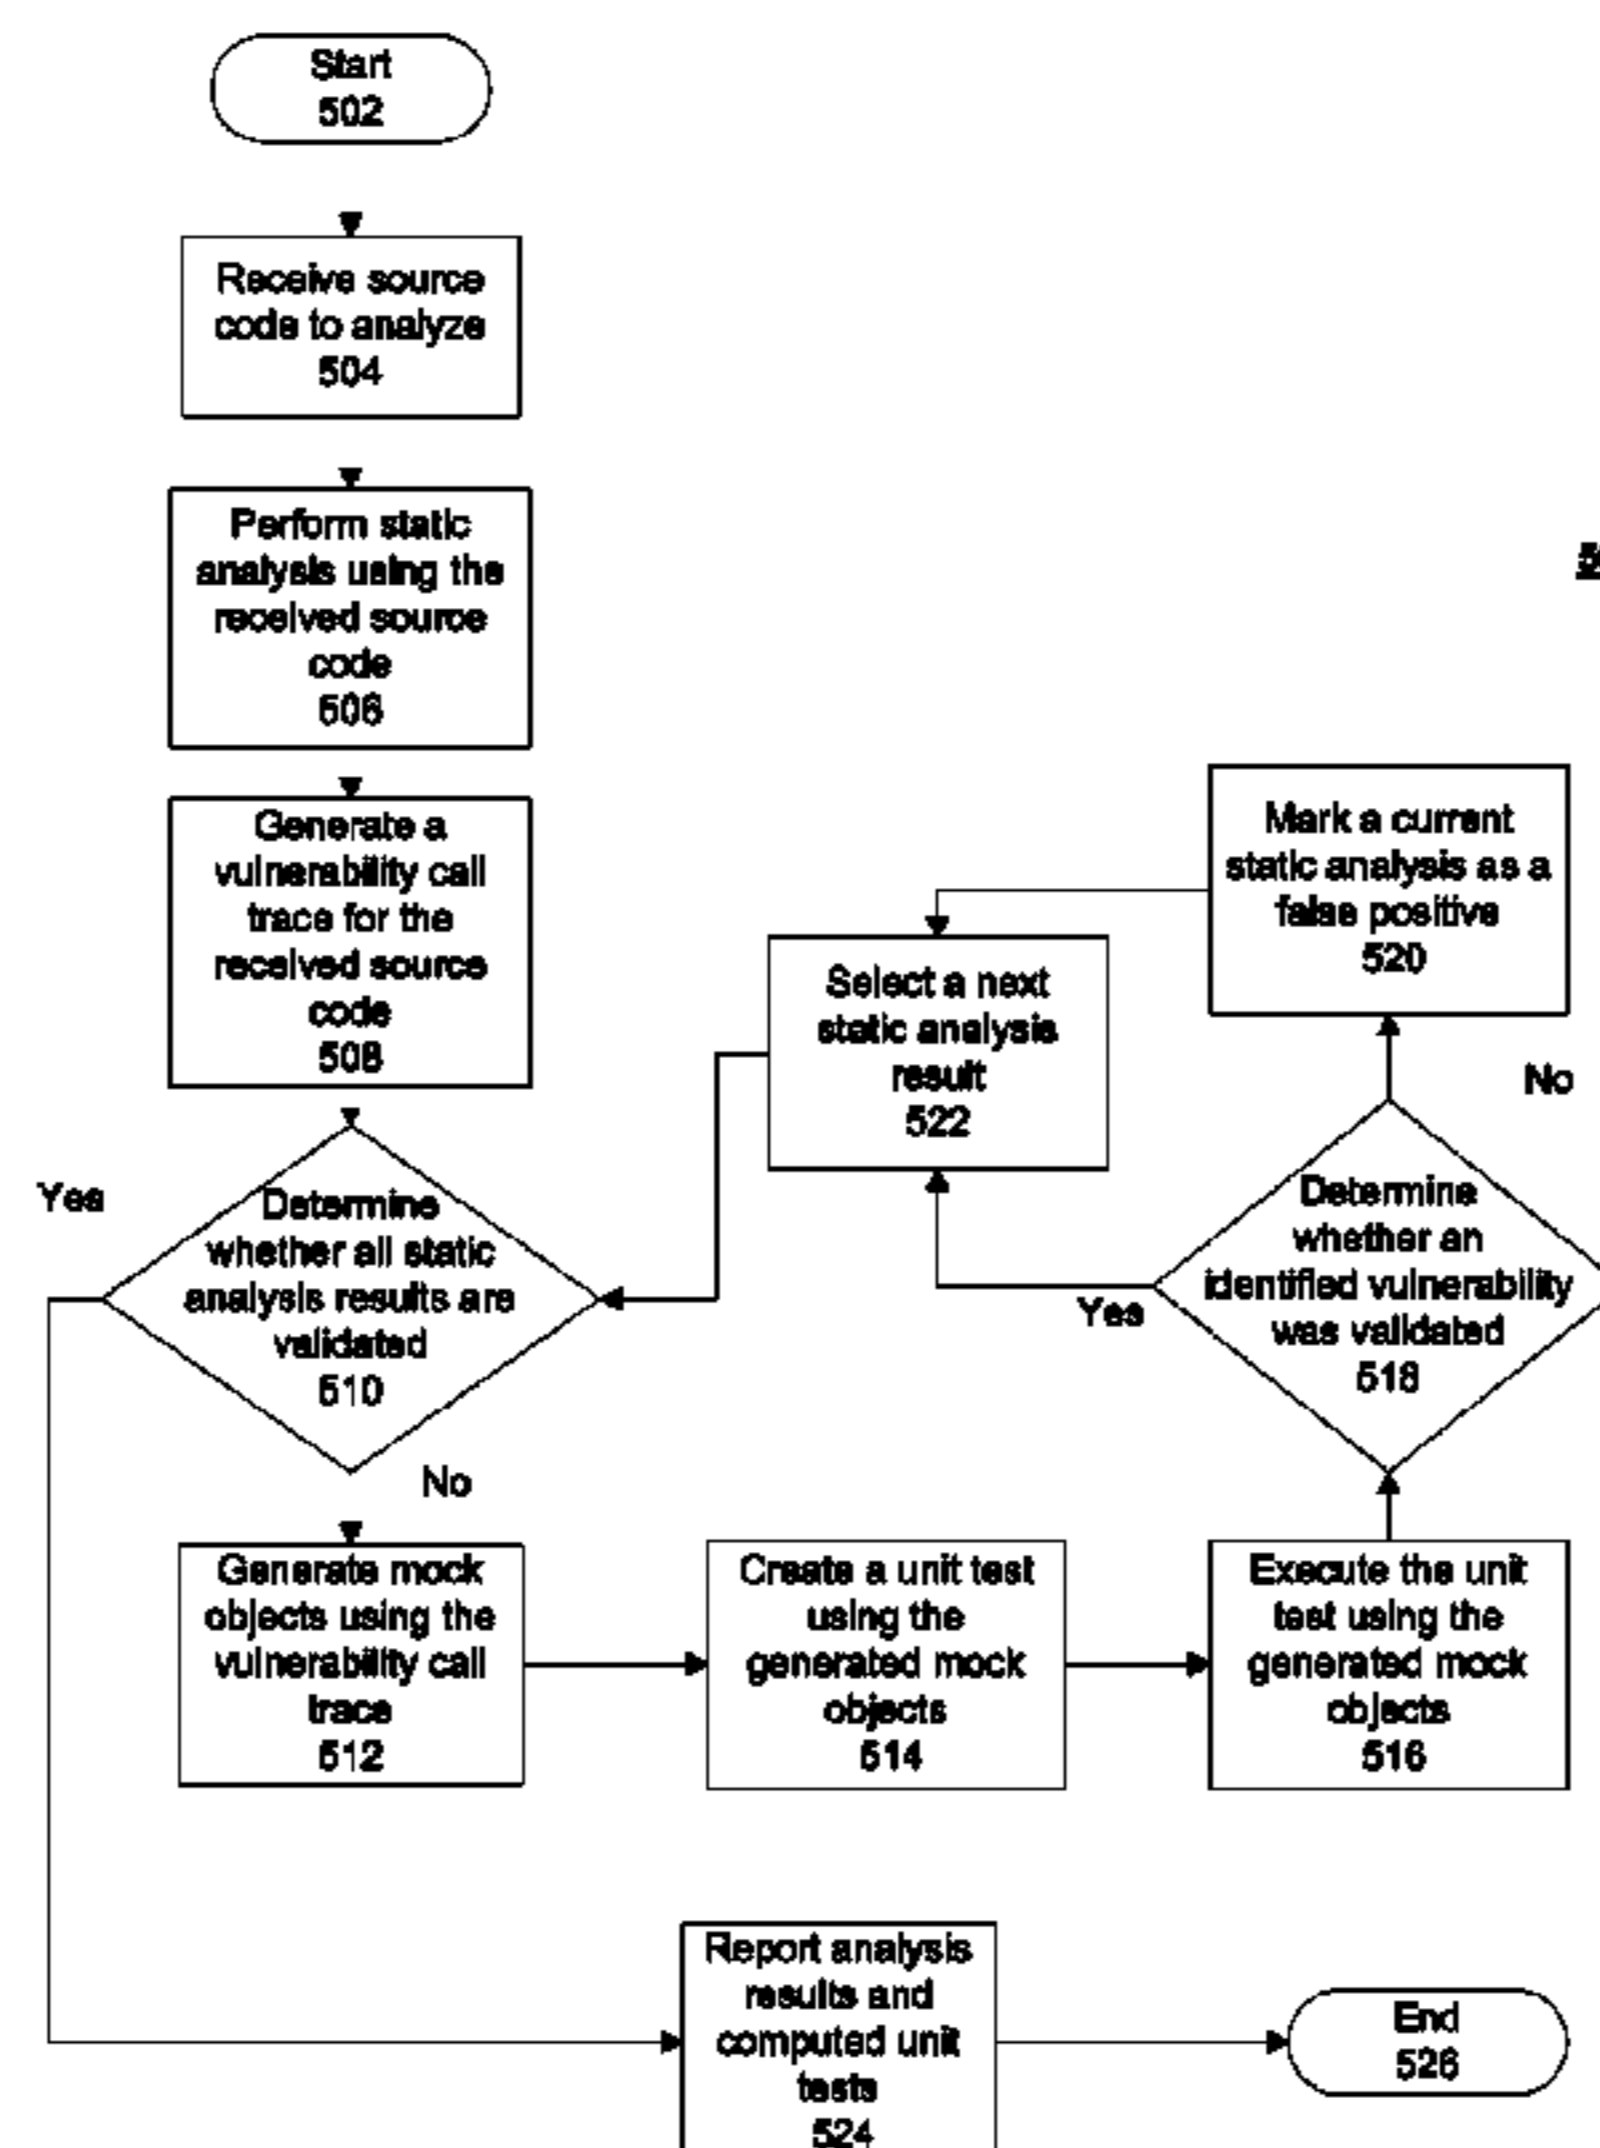 Start
502
Receive source
code to analyze
504
Perform static
analysis using the
received source
code
506
Generate a
vulnerability call
trace for the
received source
code
508
Yes
Determine
whether all static
analysis results are
validated
510
No
Generate mock
objects using the
vulnerability call
trace
512
Create a unit test
using the
generated mock
objects
514
Execute the unit
test using the
generated mock
objects
516
Determine
whether an
identified vulnerability
was validated
518
Yes
No
Mark a current
static analysis as a
false positive
520
Select a next
static analysis
result
522
Report analysis
results and
computed unit
tests
524
End
526